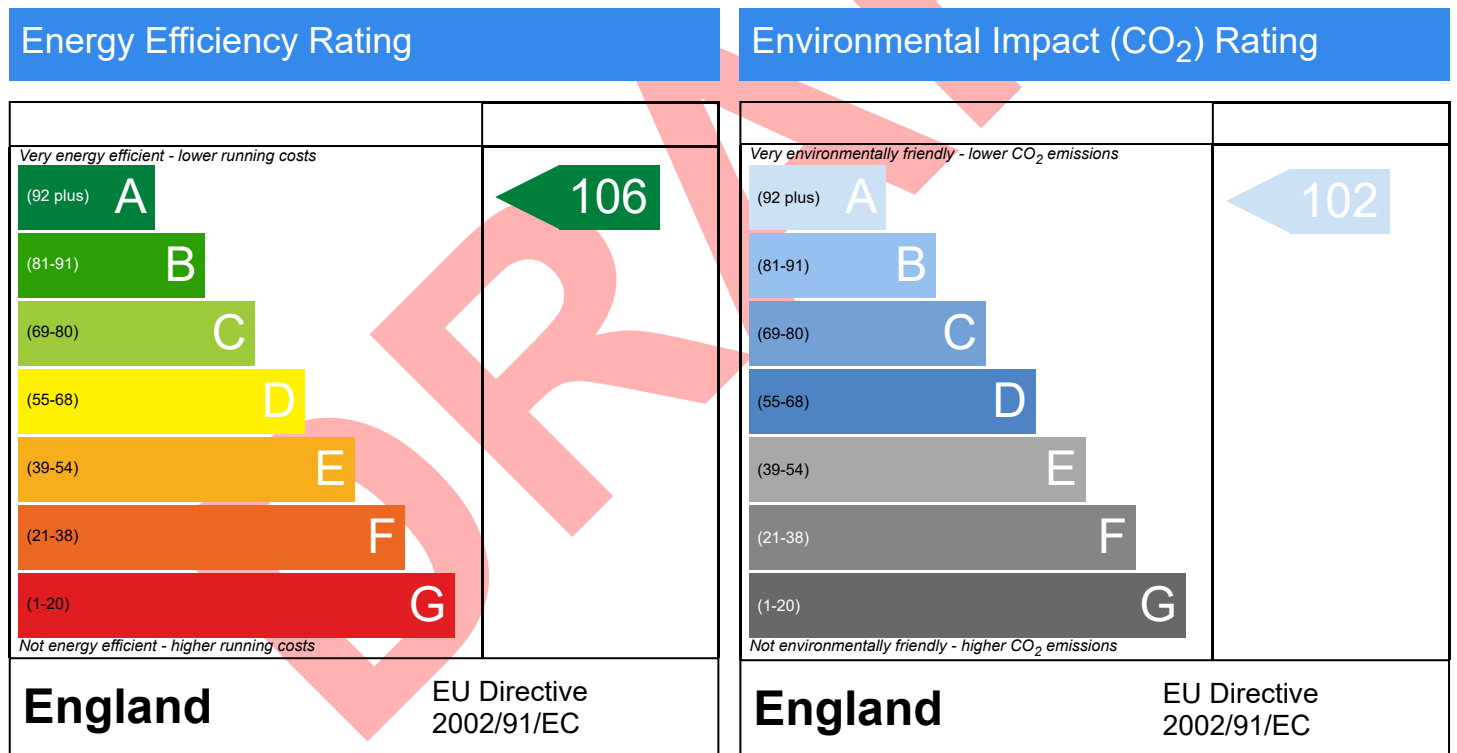 Energy Efficiency Rating
Very energy efficient - lower running costs
(92 plus) A
106
(81-91) B
(69-80) C
(55-68) D
(39-54) E
(21-38) F
(1-20) G
Not energy efficient - higher running costs
England
EU Directive
2002/91/EC
Environmental Impact (CO₂) Rating
Very environmentally friendly - lower CO₂ emissions
(92 plus) A
102
(81-91) B
(69-80) C
(55-68) D
(39-54) E
(21-38) F
(1-20) G
Not environmentally friendly - higher CO₂ emissions
England
EU Directive
2002/91/EC